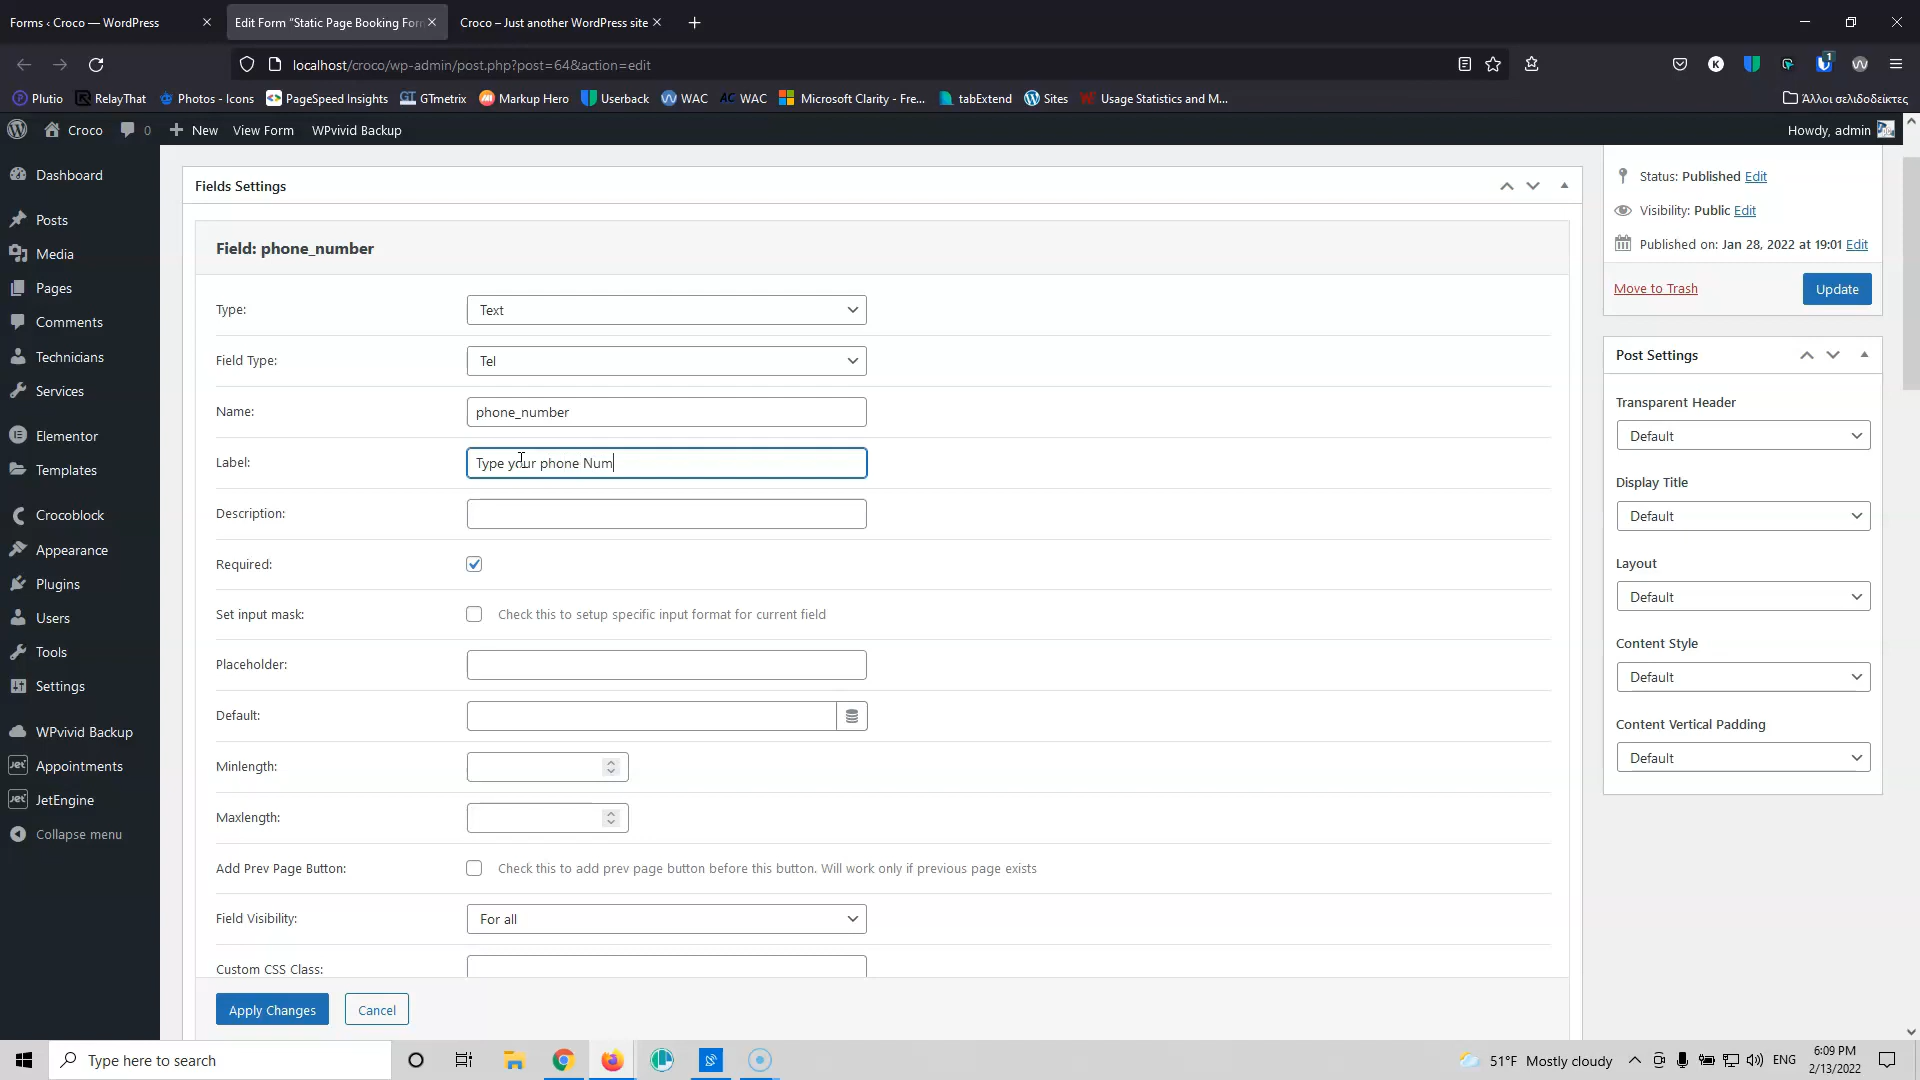 Forms ‹ Croco — WordPress
Edit Form "Static Page Booking For
Croco – Just another WordPress site
localhost/croco/wp-admin/post.php?post=64&action=edit
Plutio RelayThat Photos - Icons PageSpeed Insights GTmetrix Markup Hero Userback WAC WAC Microsoft Clarity - Fre... tabExtend Sites Usage Statistics and M... Άλλοι σελιδοδείκτες
Croco 0 New View Form WPvivid Backup Howdy, admin
Dashboard
Posts
Media
Pages
Comments
Technicians
Services
Elementor
Templates
Crocoblock
Appearance
Plugins
Users
Tools
Settings
WPvivid Backup
Appointments
JetEngine
Collapse menu
Fields Settings
Field: phone_number
Type: Text
Field Type: Tel
Name: phone_number
Label: Type your phone Num
Description:
Required:
Set input mask: Check this to setup specific input format for current field
Placeholder:
Default:
Minlength:
Maxlength:
Add Prev Page Button: Check this to add prev page button before this button. Will work only if previous page exists
Field Visibility: For all
Custom CSS Class:
Apply Changes Cancel
Status: Published Edit
Visibility: Public Edit
Published on: Jan 28, 2022 at 19:01 Edit
Move to Trash Update
Post Settings
Transparent Header
Default
Display Title
Default
Layout
Default
Content Style
Default
Content Vertical Padding
Default
Type here to search
51°F Mostly cloudy
ENG
6:09 PM
2/13/2022